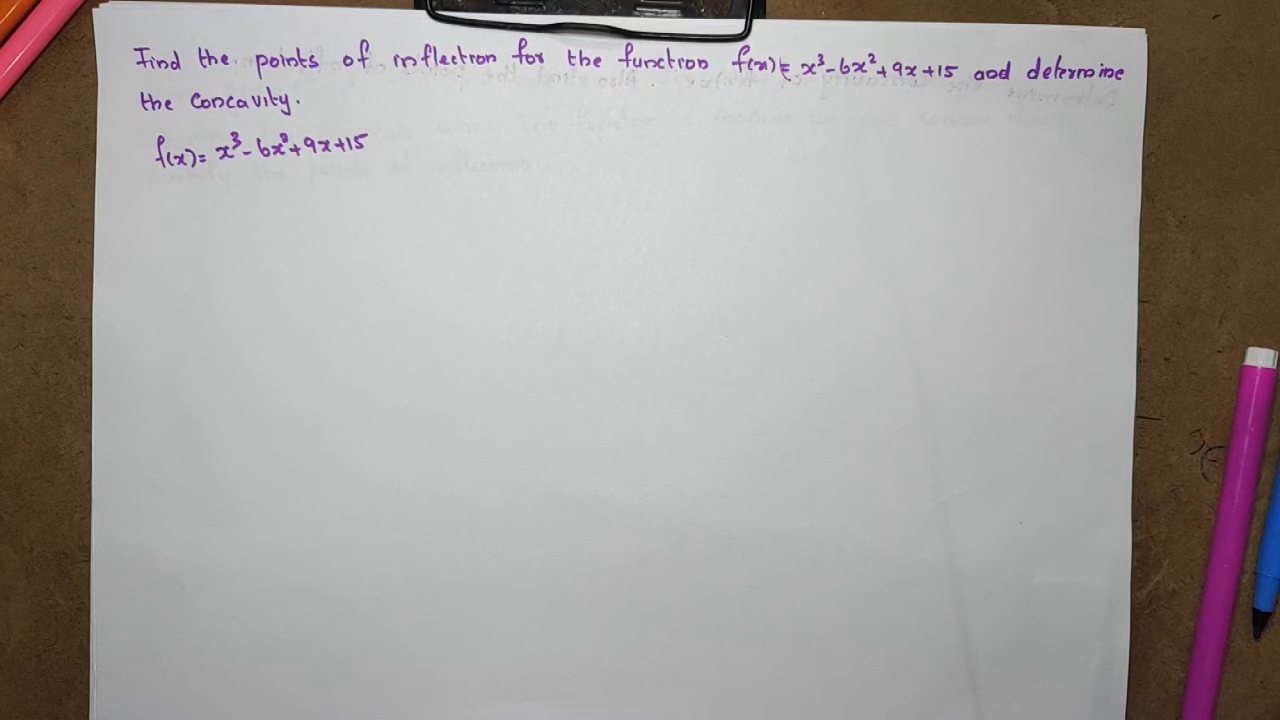 Find the points of inflection for the function f(x) = x³-6x²+9x+15 and determine
the concavity.
f(x) = x³-6x²+9x+15